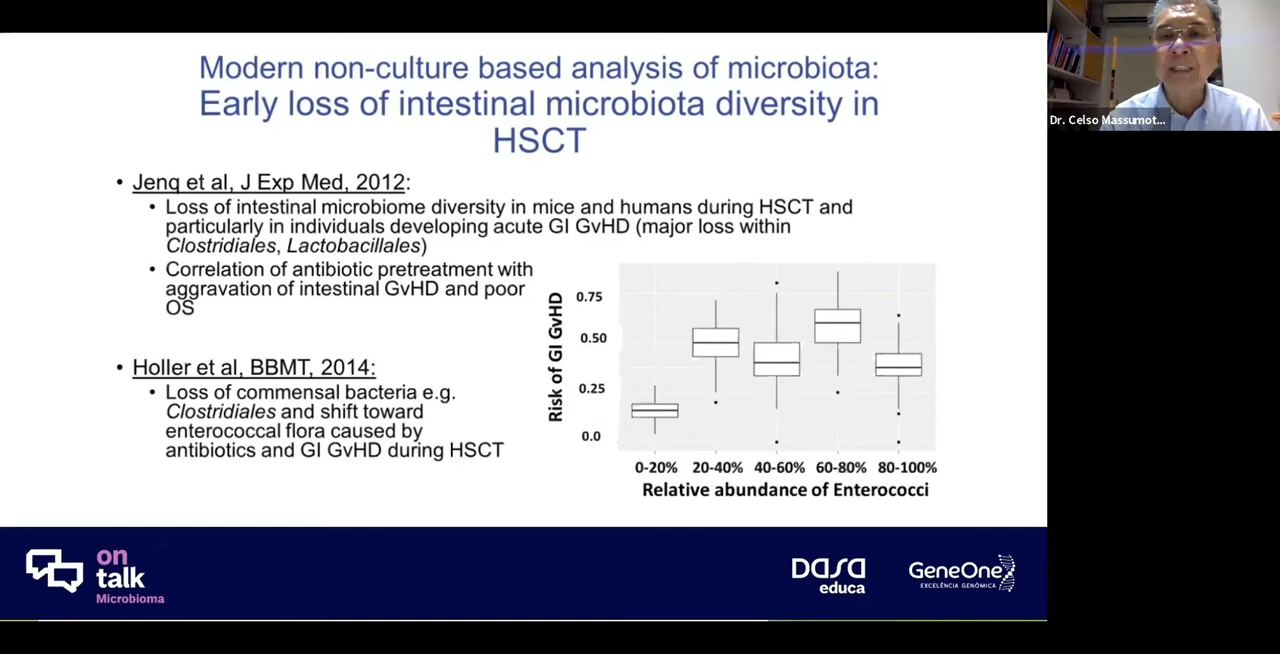 Modern non-culture based analysis of microbiota:
Early loss of intestinal microbiota diversity in
HSCT
• Jenq et al, J Exp Med, 2012:
• Loss of intestinal microbiome diversity in mice and humans during HSCT and
particularly in individuals developing acute GI GvHD (major loss within
Clostridiales, Lactobacillales)
• Correlation of antibiotic pretreatment with
aggravation of intestinal GvHD and poor
OS
• Holler et al, BBMT, 2014:
• Loss of commensal bacteria e.g.
Clostridiales and shift toward
enterococcal flora caused by
antibiotics and GI GvHD during HSCT
Risk of GI GvHD
0.75
0.50
0.25
0.0
0-20% 20-40% 40-60% 60-80% 80-100%
Relative abundance of Enterococci
Dr. Celso Massumot...
on
talk
Microbioma
Dasa
educa
GeneOne
EXCELÊNCIA GENÔMICA